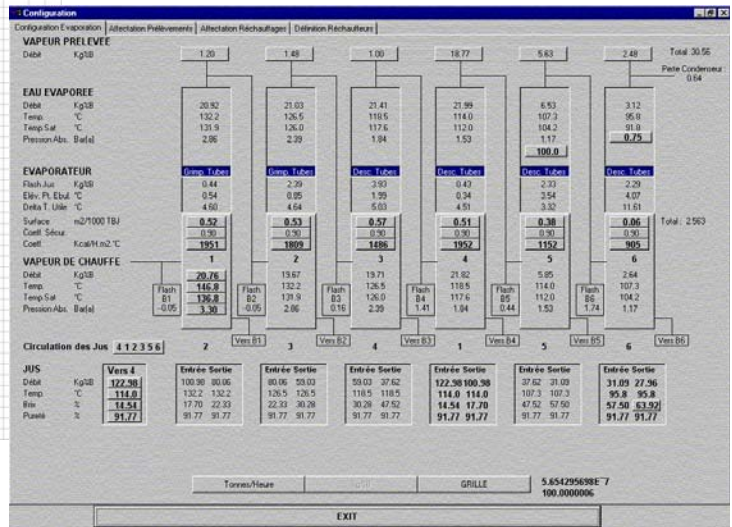 Configuration
Configuration Evaporation Affectation Prélèvements Affectation Réchauffages Définition Réchauffeurs
VAPEUR PRELEVEE
Débit Kg%B 1.20 1.48 1.00 18.77 5.63 2.48 Total: 30.56
Perte Condenseur :
0.64
EAU EVAPOREE
Débit Kg%B 20.92 21.03 21.41 21.99 6.53 3.12
Temp. °C 132.2 126.5 118.5 114.0 107.3 95.8
Temp.Sat °C 131.9 126.0 117.6 112.0 104.2 91.8
Pression Abs. Bar(a) 2.86 2.39 1.84 1.53 1.17 0.75
100.0
EVAPORATEUR Grimp. Tubes Grimp. Tubes Desc. Tubes Desc. Tubes Desc. Tubes Desc. Tubes
Flash Jus Kg%B 0.44 2.39 3.93 0.43 2.33 2.29
Elév. Pt. Ebul. °C 0.54 0.85 1.99 0.34 3.54 4.07
Delta T. Utile °C 4.60 4.64 5.03 4.51 3.32 11.61
Surface m2/1000 TBJ 0.52 0.53 0.57 0.51 0.38 0.06 Total : 2.563
Coeff. Sécur. 0.90 0.90 0.90 0.90 0.90 0.90
Coeff. Kcal/H.m2.°C 1951 1809 1486 1952 1152 905
1 2 3 4 5 6
VAPEUR DE CHAUFFE
Débit Kg%B 20.76 19.67 19.71 21.82 5.85 2.64
Temp. °C 146.8 132.2 126.5 118.5 114.0 107.3
Temp.Sat °C 136.8 131.9 126.0 117.6 112.0 104.2
Pression Abs. Bar(a) 3.30 2.86 2.39 1.84 1.53 1.17
Flash B1 -0.05 Flash B2 -0.05 Flash B3 0.16 Flash B4 1.41 Flash B5 0.44 Flash B6 1.74
Vers B1 Vers B2 Vers B3 Vers B4 Vers B5 Vers B6
Circulation des Jus 4 1 2 3 5 6 2 3 4 1 5 6
JUS Vers 4 Entrée Sortie Entrée Sortie Entrée Sortie Entrée Sortie Entrée Sortie Entrée Sortie
Débit Kg%B 122.98 100.98 80.06 80.06 59.03 59.03 37.62 122.98 100.98 37.62 31.09 31.09 27.96
Temp. °C 114.0 132.2 132.2 126.5 126.5 118.5 118.5 114.0 114.0 107.3 107.3 95.8 95.8
Brix % 14.54 17.70 22.33 22.33 30.28 30.28 47.52 14.54 17.70 47.52 57.50 57.50 63.92
Pureté % 91.77 91.77 91.77 91.77 91.77 91.77 91.77 91.77 91.77 91.77 91.77 91.77 91.77
Tonnes/Heure GRILLE 5.654295698E-7
100.0000006
EXIT